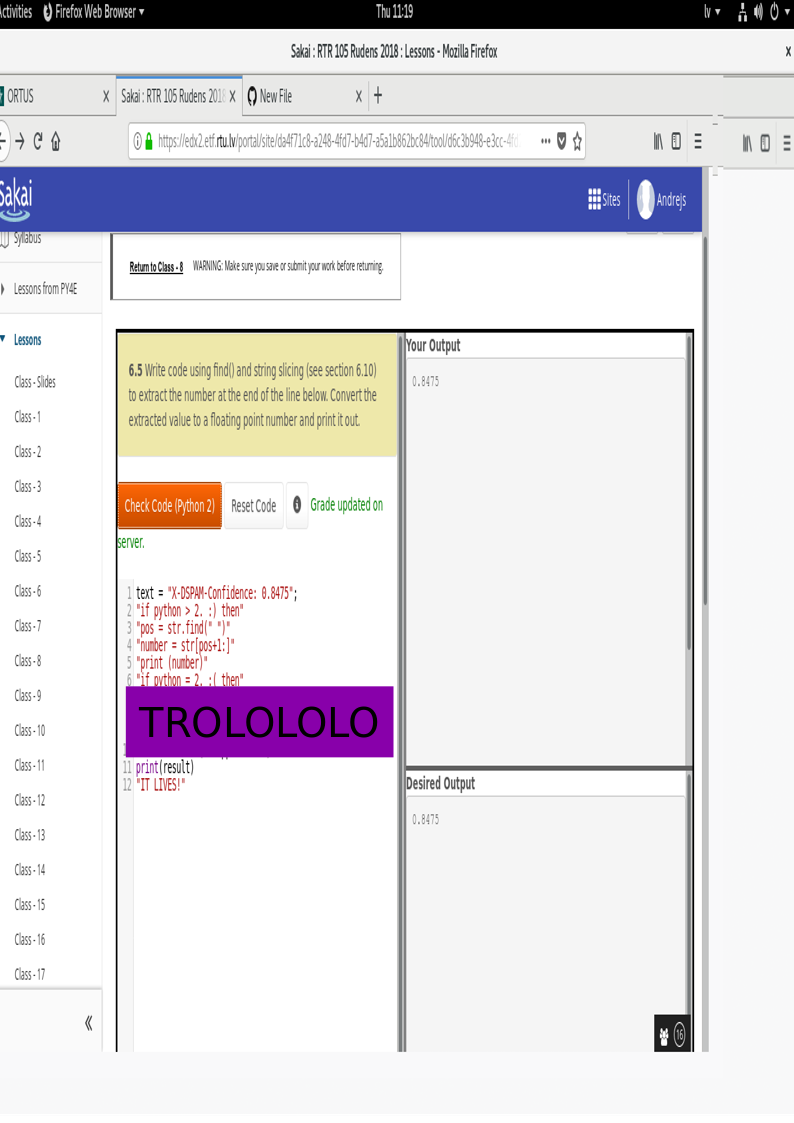 Activities Firefox Web Browser Thu 11:19 lv
Sakai : RTR 105 Rudens 2018 : Lessons - Mozilla Firefox
ORTUS Sakai : RTR 105 Rudens 2018 New File
https://edx2.etf.rtu.lv/portal/site/da4f71c8-a248-4fd7-b4d7-a5a1b862bc84/tool/d6c3b948-e3cc-4fd
Sakai Sites Andrejs
Syllabus
Return to Class - 8 WARNING: Make sure you save or submit your work before returning.
Lessons from PY4E
Lessons
Class - Slides
Class - 1
Class - 2
Class - 3
Class - 4
Class - 5
Class - 6
Class - 7
Class - 8
Class - 9
Class - 10
Class - 11
Class - 12
Class - 13
Class - 14
Class - 15
Class - 16
Class - 17
6.5 Write code using find() and string slicing (see section 6.10)
to extract the number at the end of the line below. Convert the
extracted value to a floating point number and print it out.
Check Code (Python 2) Reset Code Grade updated on
server.
1 text = "X-DSPAM-Confidence: 0.8475";
2 "if python > 2. :) then"
3 "pos = str.find(" ")"
4 "number = str[pos+1:]"
5 "print (number)"
6 "if python = 2. :( then"
TROLOLOLO
11 print(result)
12 "IT LIVES!"
Your Output
0.8475
Desired Output
0.8475
16